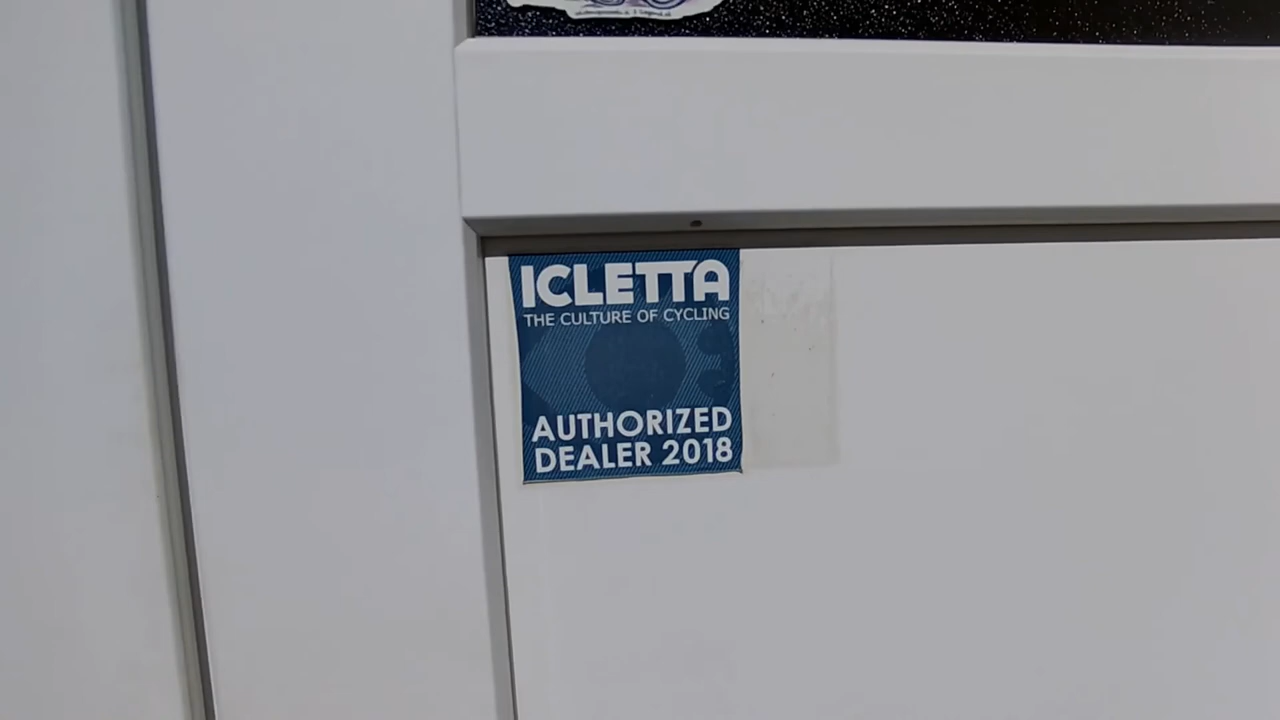 ICLETTA
THE CULTURE OF CYCLING
AUTHORIZED
DEALER 2018